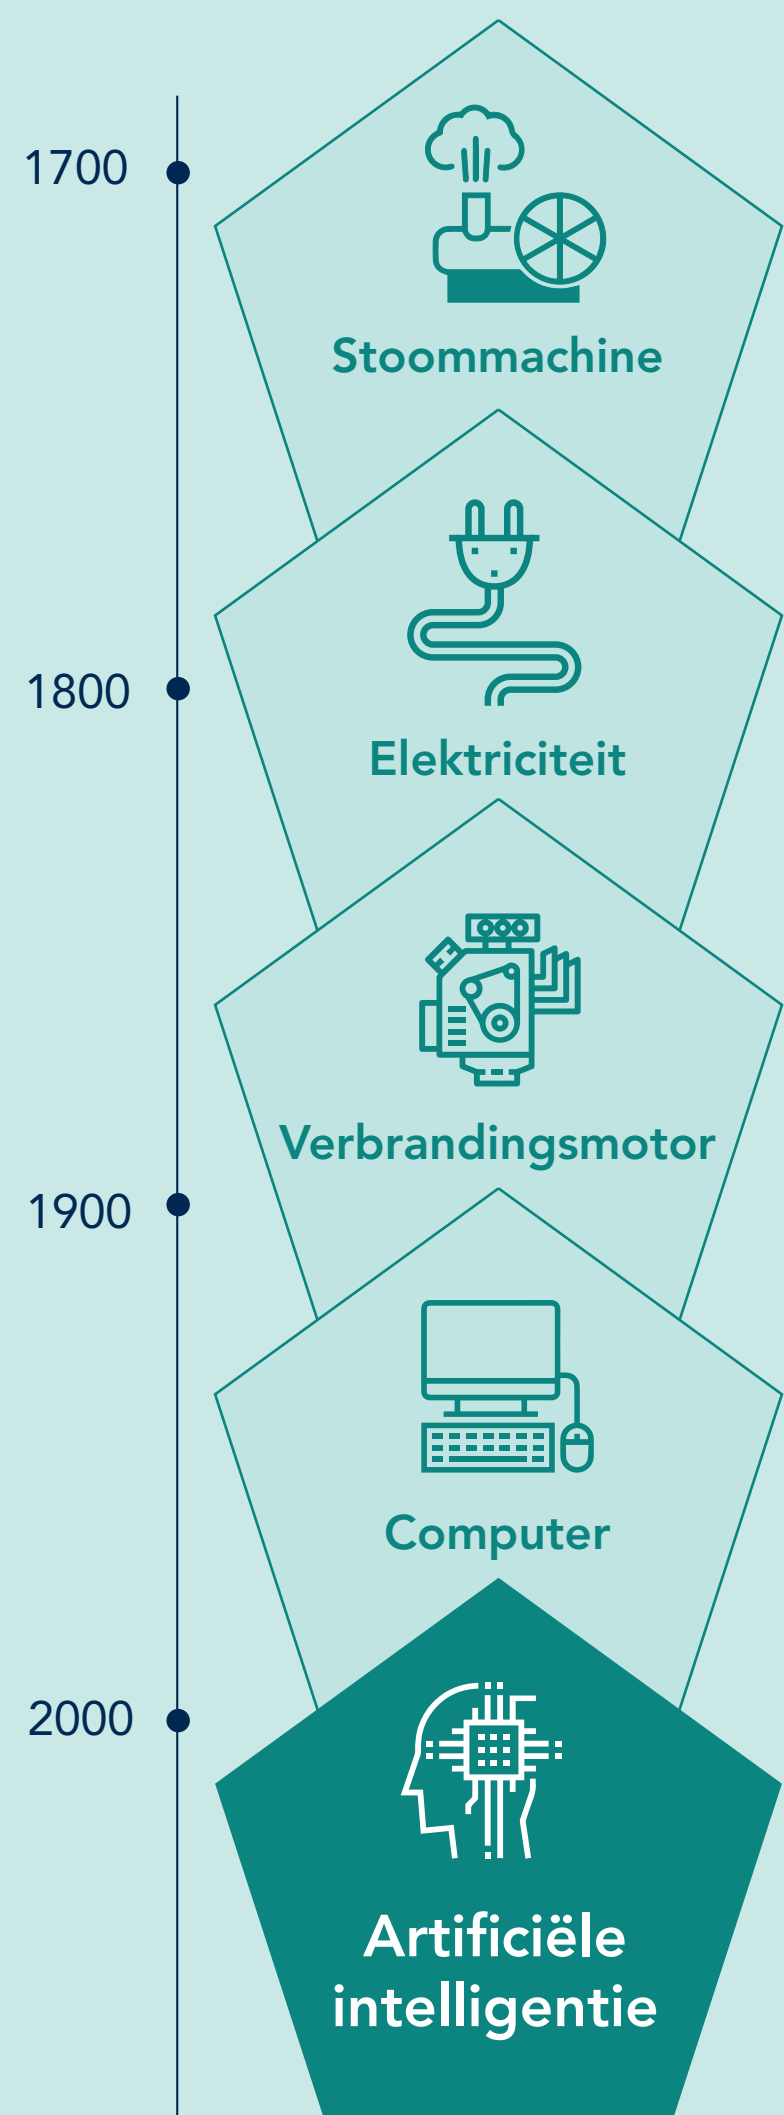 1700
Stoommachine
1800
Elektriciteit
Verbrandingsmotor
1900
Computer
2000
Artificiële
intelligentie